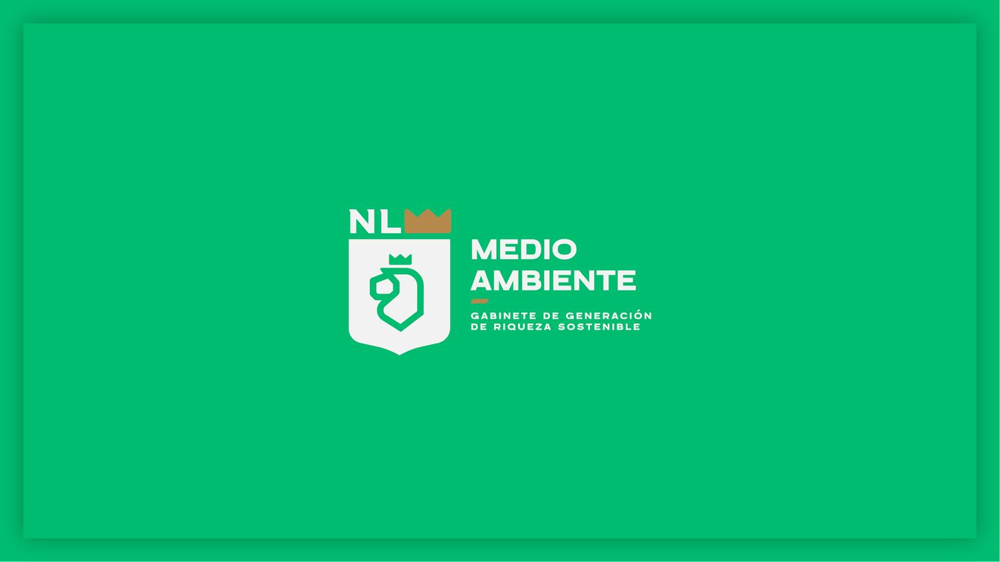 NL
MEDIO
AMBIENTE
GABINETE DE GENERACIÓN
DE RIQUEZA SOSTENIBLE